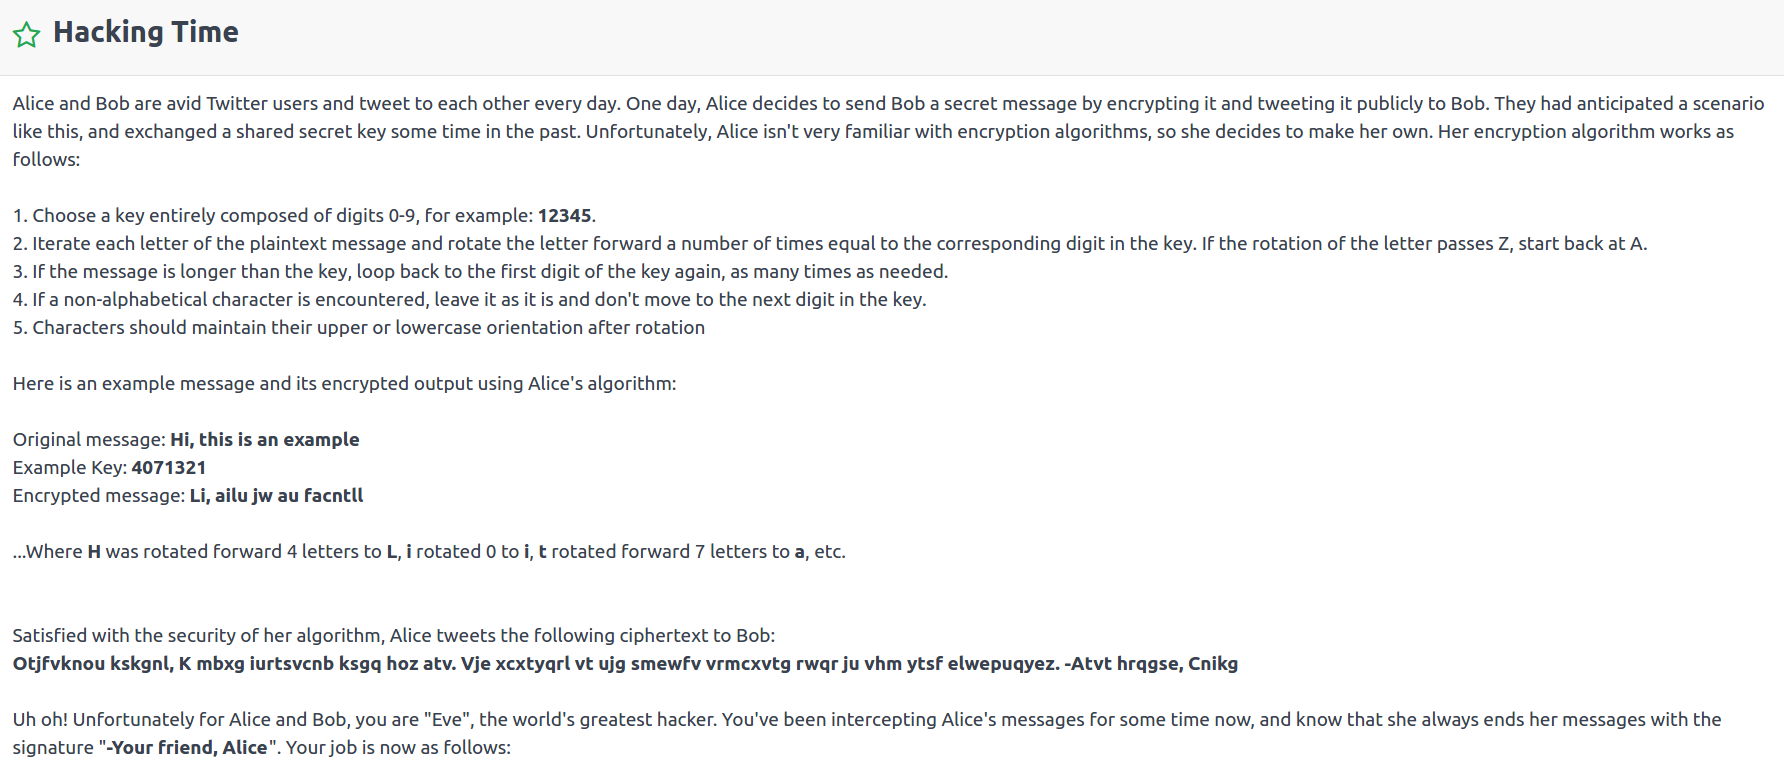 Hacking Time
Alice and Bob are avid Twitter users and tweet to each other every day. One day, Alice decides to send Bob a secret message by encrypting it and tweeting it publicly to Bob. They had anticipated a scenario
like this, and exchanged a shared secret key some time in the past. Unfortunately, Alice isn't very familiar with encryption algorithms, so she decides to make her own. Her encryption algorithm works as
follows:
1. Choose a key entirely composed of digits 0-9, for example: 12345.
2. Iterate each letter of the plaintext message and rotate the letter forward a number of times equal to the corresponding digit in the key. If the rotation of the letter passes Z, start back at A.
3. If the message is longer than the key, loop back to the first digit of the key again, as many times as needed.
4. If a non-alphabetical character is encountered, leave it as it is and don't move to the next digit in the key.
5. Characters should maintain their upper or lowercase orientation after rotation
Here is an example message and its encrypted output using Alice's algorithm:
Original message: Hi, this is an example
Example Key: 4071321
Encrypted message: Li, ailu jw au facntll
...Where H was rotated forward 4 letters to L, i rotated 0 to i, t rotated forward 7 letters to a, etc.
Satisfied with the security of her algorithm, Alice tweets the following ciphertext to Bob:
Otjfvknou kskgnl, K mbxg iurtsvcnb ksgq hoz atv. Vje xcxtyqrl vt ujg smewfv vrmcxvtg rwqr ju vhm ytsf elwepuqyez. -Atvt hrqgse, Cnikg
Uh oh! Unfortunately for Alice and Bob, you are "Eve", the world's greatest hacker. You've been intercepting Alice's messages for some time now, and know that she always ends her messages with the
signature "-Your friend, Alice". Your job is now as follows: